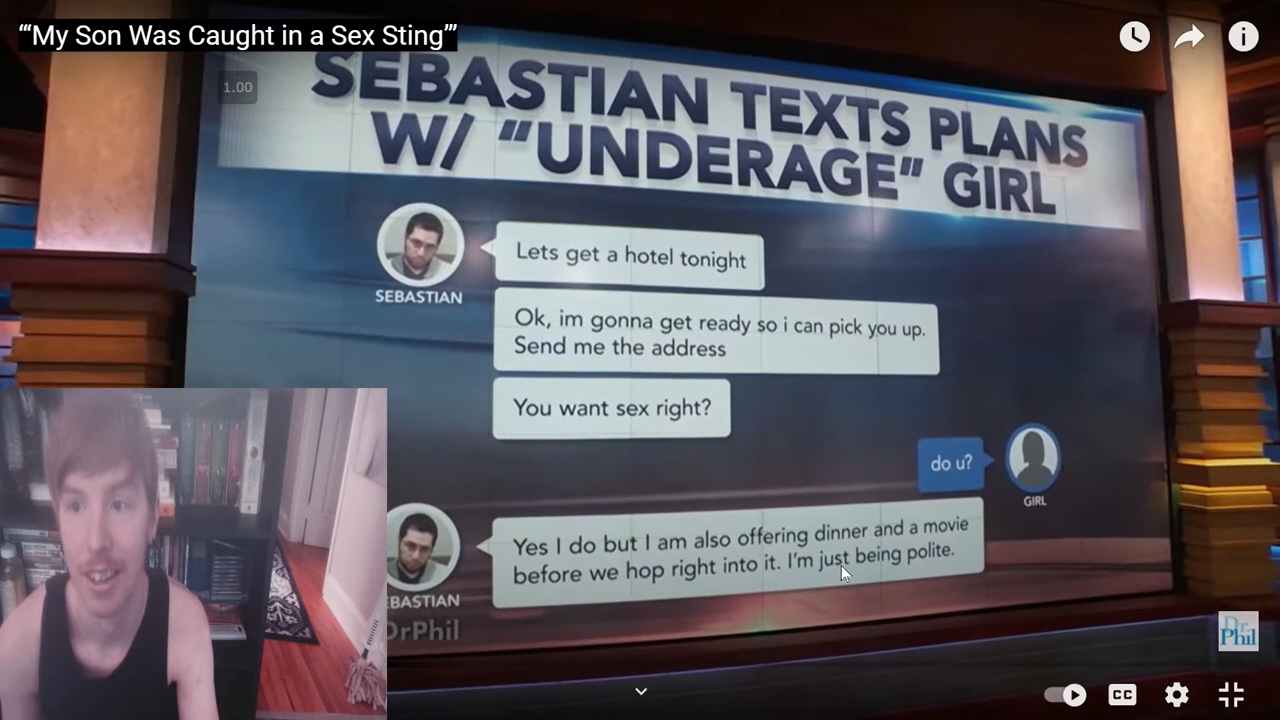 “‘My Son Was Caught in a Sex Sting’”
1.00
SEBASTIAN TEXTS PLANS
W/ “UNDERAGE” GIRL
Lets get a hotel tonight
SEBASTIAN
Ok, im gonna get ready so i can pick you up.
Send me the address
You want sex right?
do u?
GIRL
Yes I do but I am also offering dinner and a movie
before we hop right into it. I'm just being polite.
EBASTIAN
DrPhil
Dr.
Phil
CC